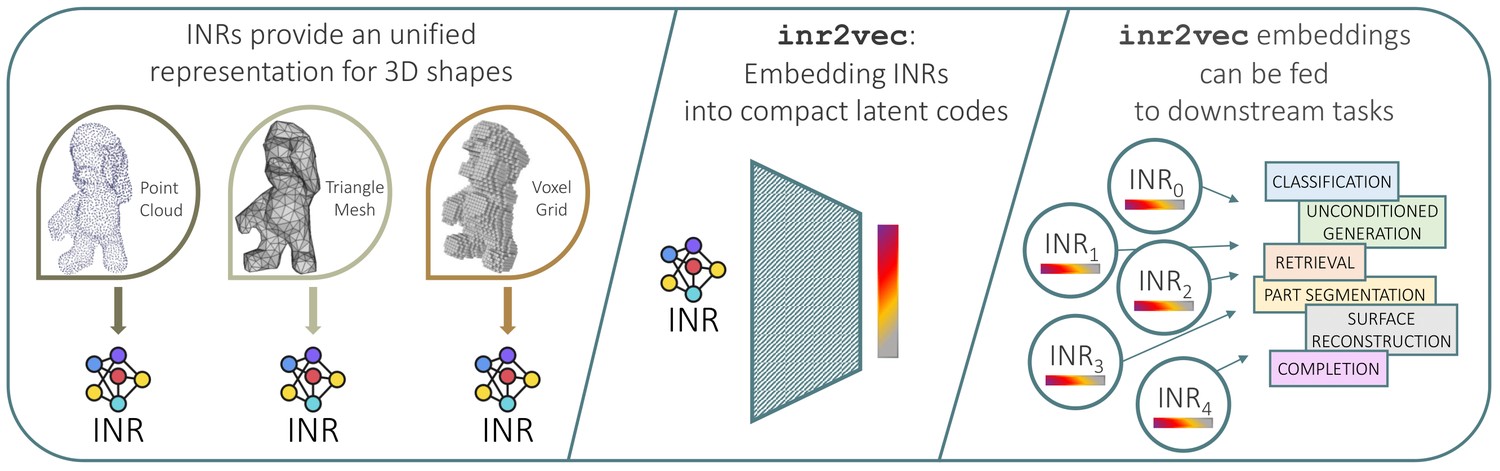 INRs provide an unified
representation for 3D shapes
Point
Cloud
Triangle
Mesh
Voxel
Grid
INR
INR
INR
inr2vec:
Embedding INRs
into compact latent codes
INR
inr2vec embeddings
can be fed
to downstream tasks
INR0
INR1
INR2
INR3
INR4
CLASSIFICATION
UNCONDITIONED
GENERATION
RETRIEVAL
PART SEGMENTATION
SURFACE
RECONSTRUCTION
COMPLETION